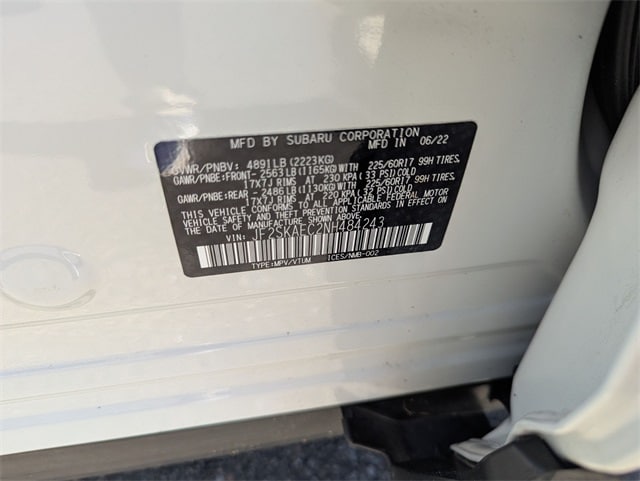 MFD BY SUBARU CORPORATION
MFD IN 06/22
GVWR/PNBV: 4891LB(2223KG)
GAWR/PNBE:FRONT- 2563LB(1165KG)WITH 225/60R17 99H TIRES.
17X7J RIMS AT 230 KPA(33 PSI)COLD
GAWR/PNBE:REAR -2486LB(1130KG)WITH 225/60R17 99H TIRES.
17X7J RIMS AT 220 KPA(32 PSI)COLD
THIS VEHICLE CONFORMS TO ALL APPLICABLE FEDERAL MOTOR
VEHICLE SAFETY AND THEFT PREVENTION STANDARDS IN EFFECT ON
THE DATE OF MANUFACTURE SHOWN ABOVE.
VIN: JF2SKAEC2NH484243
TYPE:MPV/VTUM ICES/NMB-002